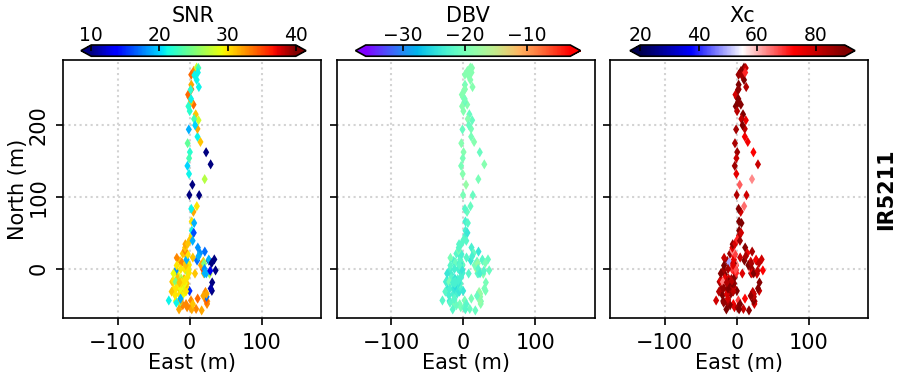 SNR DBV Xc
10 20 30 40 −30 −20 −10 20 40 60 80
200
100
0
North (m)
IR5211
−100 0 100 −100 0 100 −100 0 100
East (m) East (m) East (m)